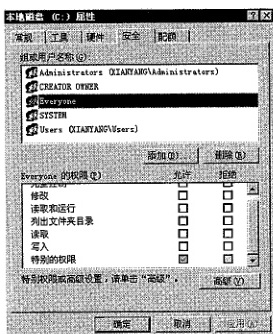 本地磁盘 (C:) 属性
常规 工具 硬件 安全 配额
组或用户名称(G):
Administrators (XIANYANG\Administrators)
CREATOR OWNER
Everyone
SYSTEM
Users (XIANYANG\Users)
添加(D)... 删除(R)
Everyone 的权限(P) 允许 拒绝
修改
读取和运行
列出文件夹目录
读取
写入
特别的权限
特别权限或高级设置,请单击“高级”。 高级(V)
确定 取消 应用(A)